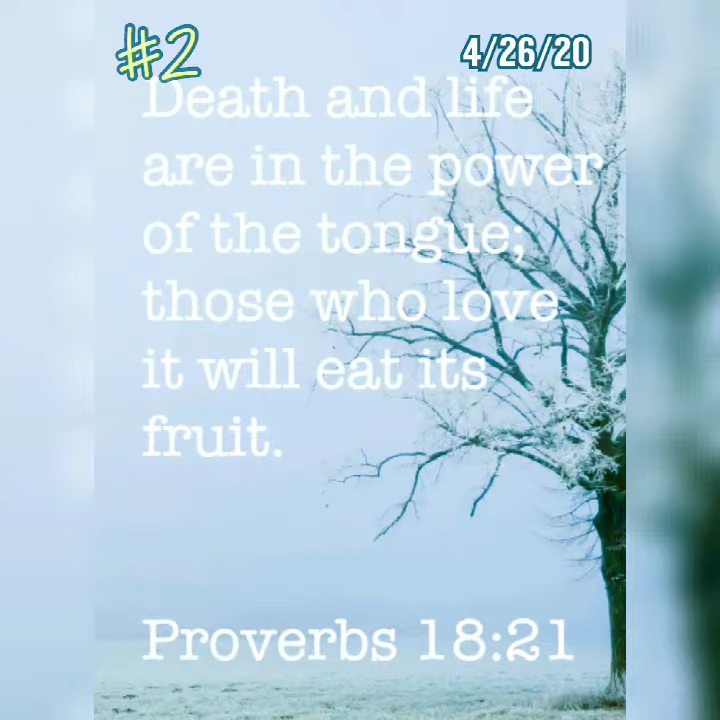 #2
4/26/20
Death and life
are in the power
of the tongue;
those who love
it will eat its
fruit.
Proverbs 18:21